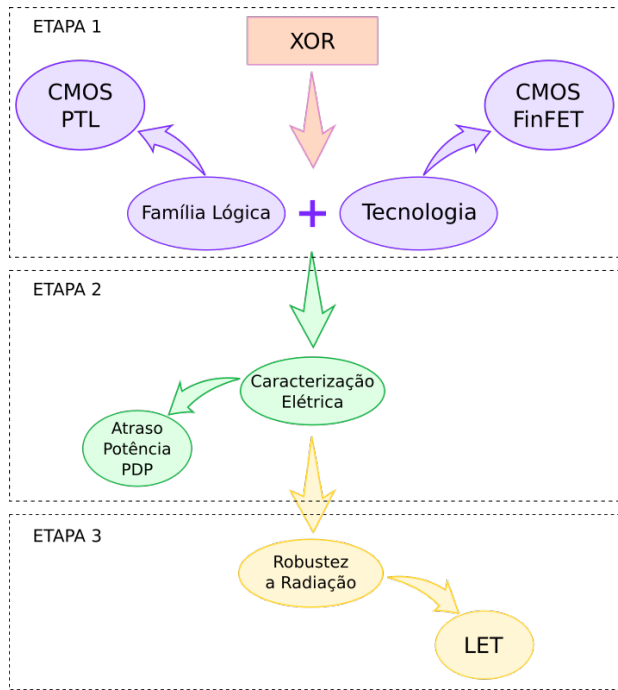 ETAPA 1
XOR
CMOS
PTL
CMOS
FinFET
Família Lógica
+
Tecnologia
ETAPA 2
Caracterização
Elétrica
Atraso
Potência
PDP
ETAPA 3
Robustez
a Radiação
LET